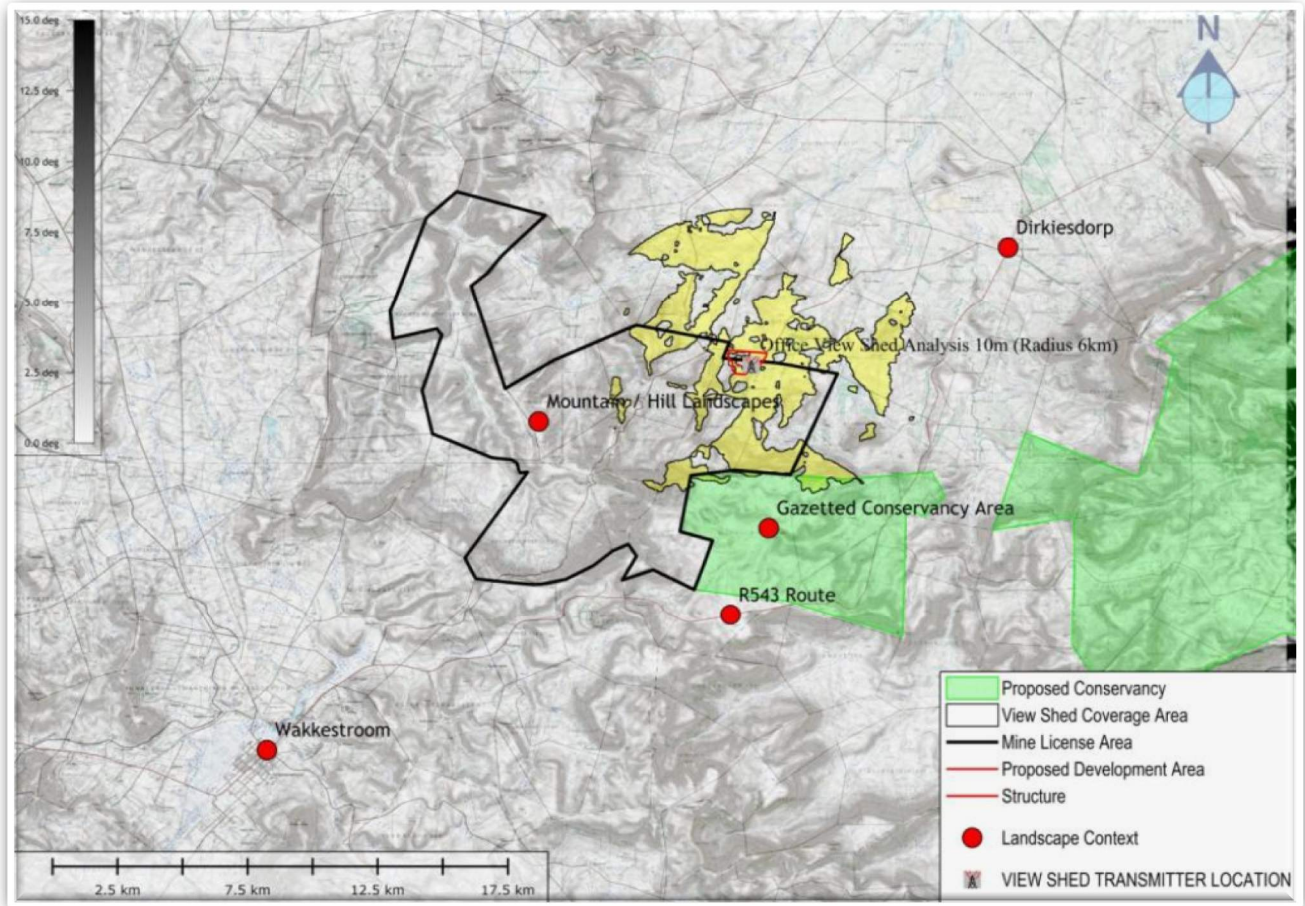 15.0 deg
12.5 deg
10.0 deg
7.5 deg
5.0 deg
2.5 deg
0.0 deg
N
Dirkiesdorp
Office View Shed Analysis 10m (Radius 6km)
Mountain / Hill Landscapes
Gazetted Conservancy Area
R543 Route
Wakkestroom
2.5 km
7.5 km
12.5 km
17.5 km
Proposed Conservancy
View Shed Coverage Area
Mine License Area
Proposed Development Area
Structure
Landscape Context
VIEW SHED TRANSMITTER LOCATION